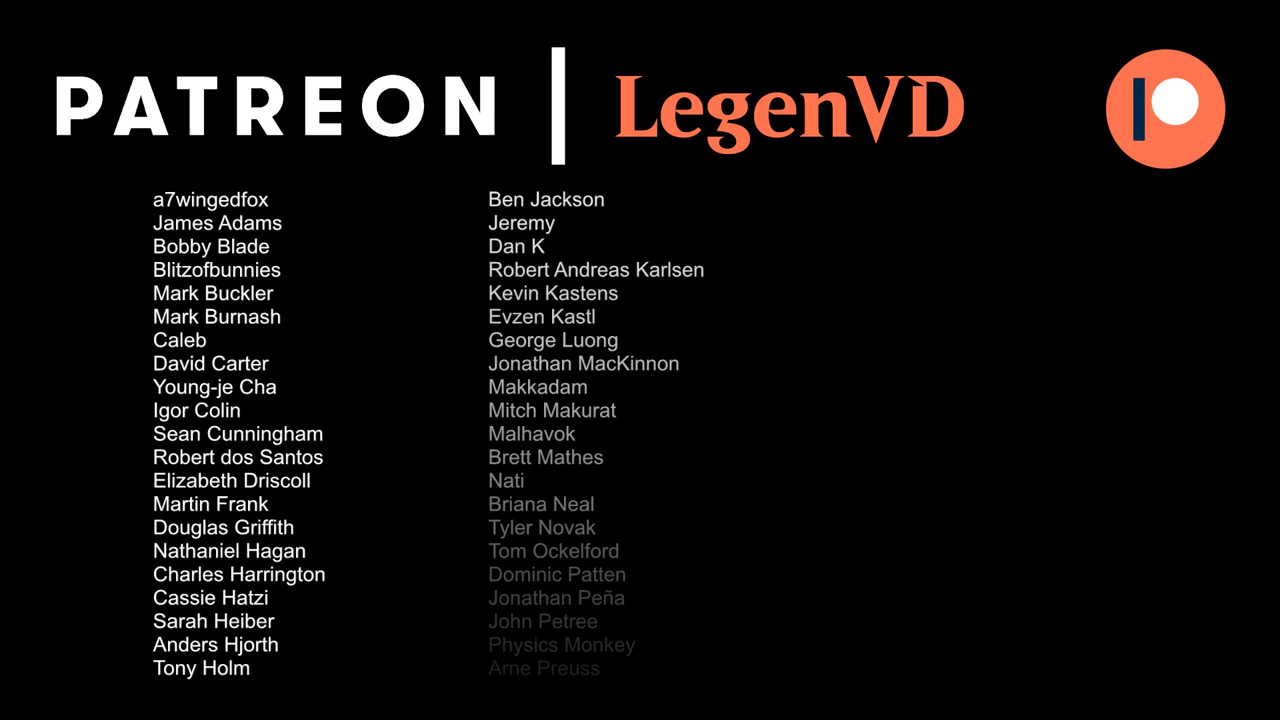 PATREON | LegenVD
a7wingedfox
James Adams
Bobby Blade
Blitzofbunnies
Mark Buckler
Mark Burnash
Caleb
David Carter
Young-je Cha
Igor Colin
Sean Cunningham
Robert dos Santos
Elizabeth Driscoll
Martin Frank
Douglas Griffith
Nathaniel Hagan
Charles Harrington
Cassie Hatzi
Sarah Heiber
Anders Hjorth
Tony Holm
Ben Jackson
Jeremy
Dan K
Robert Andreas Karlsen
Kevin Kastens
Evzen Kastl
George Luong
Jonathan MacKinnon
Makkadam
Mitch Makurat
Malhavok
Brett Mathes
Nati
Briana Neal
Tyler Novak
Tom Ockelford
Dominic Patten
Jonathan Peña
John Petree
Physics Monkey
Arne Preuss